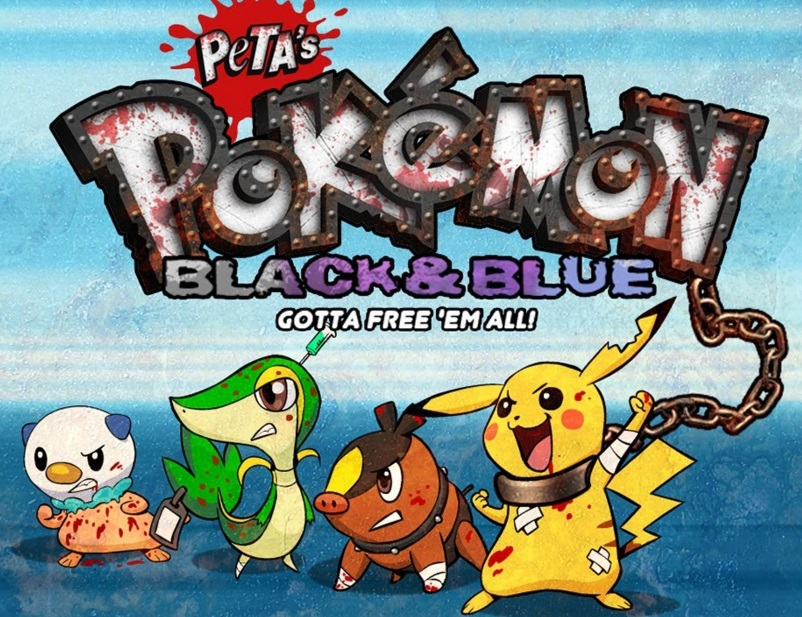 PeTA's
POKéMON
BLACK & BLUE
GOTTA FREE 'EM ALL!